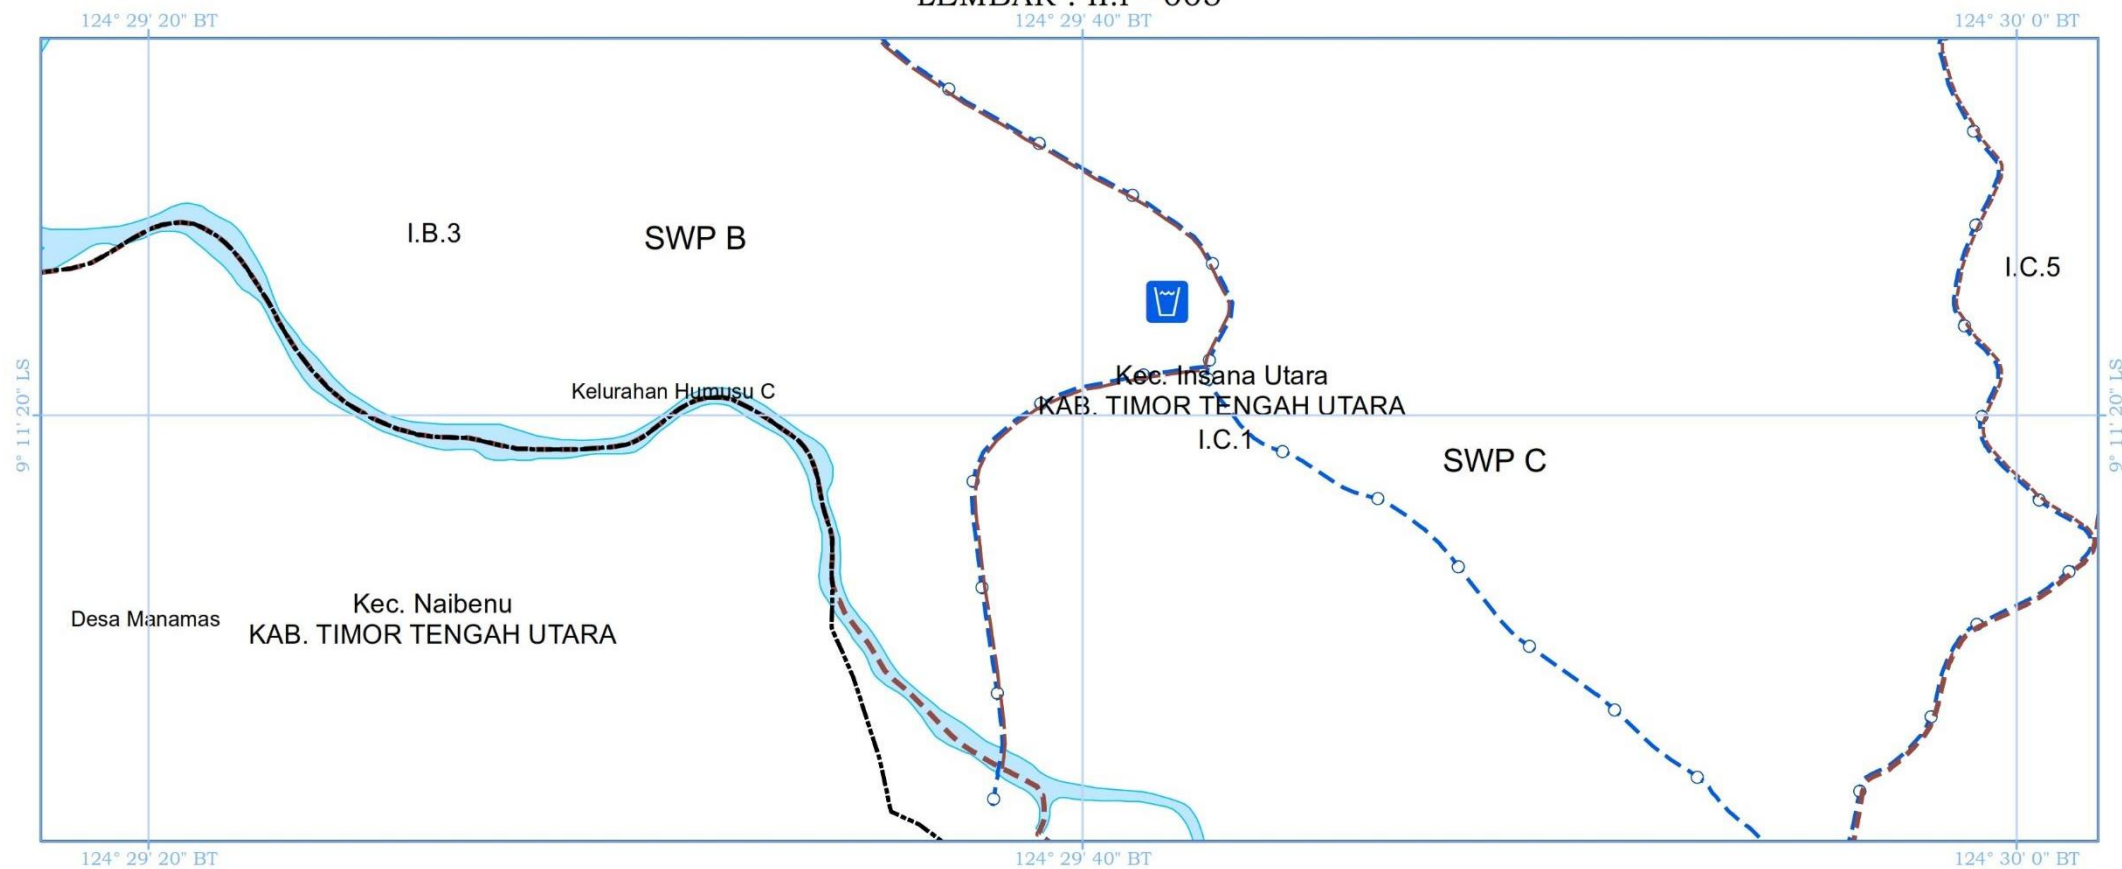 124° 29' 20" BT
124° 29' 40" BT
124° 30' 0" BT
I.B.3
SWP B
I.C.5
9° 11' 20" LS
9° 11' 20" LS
Kelurahan Humusu C
Kec. Insana Utara
KAB. TIMOR TENGAH UTARA
I.C.1
SWP C
Desa Manamas
Kec. Naibenu
KAB. TIMOR TENGAH UTARA
124° 29' 20" BT
124° 29' 40" BT
124° 30' 0" BT